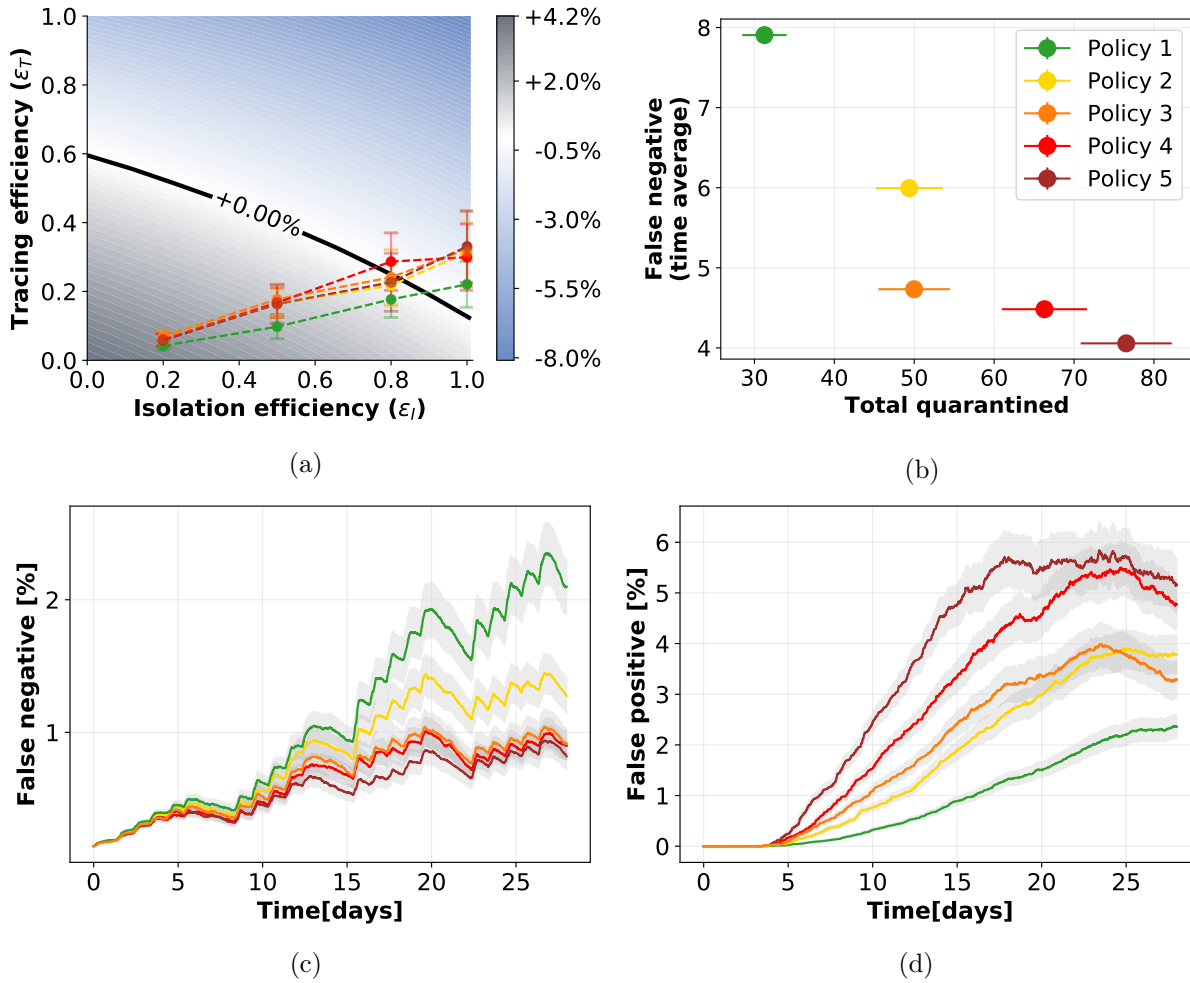 1.0
0.8
0.6
0.4
0.2
0.0
0.0 0.2 0.4 0.6 0.8 1.0
Tracing efficiency (ε_T)
Isolation efficiency (ε_I)
+0.00%
+4.2%
+2.0%
-0.5%
-3.0%
-5.5%
-8.0%
(a)
8
7
6
5
4
30 40 50 60 70 80
False negative
(time average)
Total quarantined
Policy 1
Policy 2
Policy 3
Policy 4
Policy 5
(b)
2
1
0 5 10 15 20 25
False negative [%]
Time[days]
(c)
6
5
4
3
2
1
0
0 5 10 15 20 25
False positive [%]
Time[days]
(d)